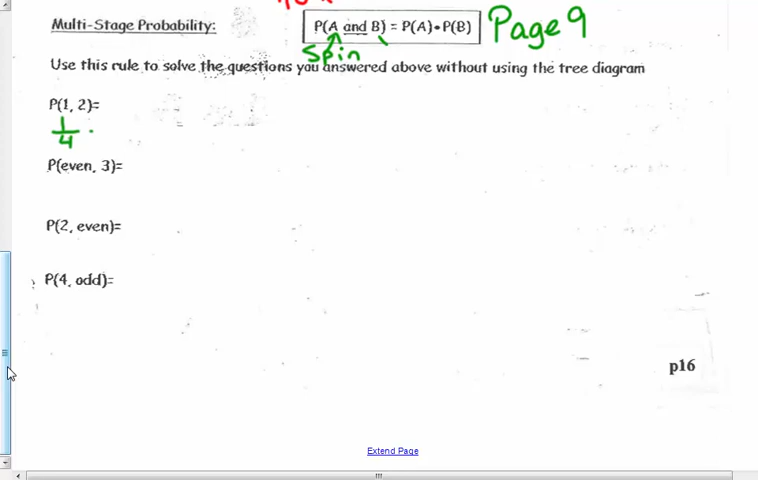 Multi-Stage Probability:
P(A and B) = P(A)•P(B)
Page 9
Spin
Use this rule to solve the questions you answered above without using the tree diagram
P(1, 2)=
1/4 ·
P(even, 3)=
P(2, even)=
P(4, odd)=
p16
Extend Page